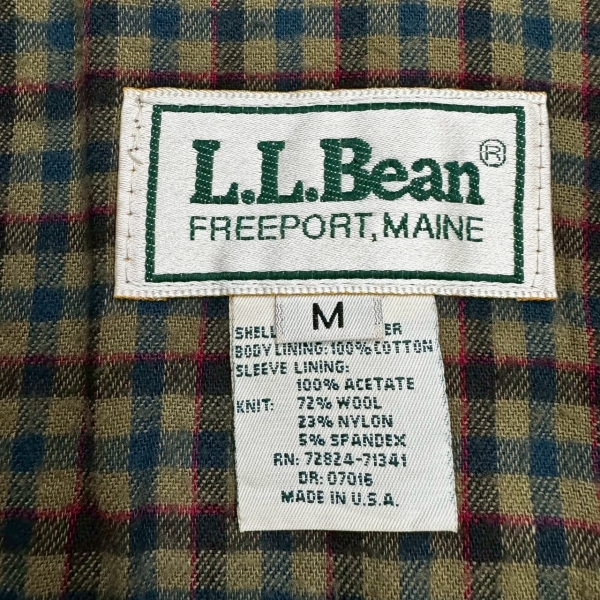 L.L.Bean®
FREEPORT, MAINE
M
BODY LINING: 100% COTTON
SLEEVE LINING:
100% ACETATE
KNIT: 72% WOOL
23% NYLON
5% SPANDEX
RN: 72824-71341
DR: 07016
MADE IN U.S.A.